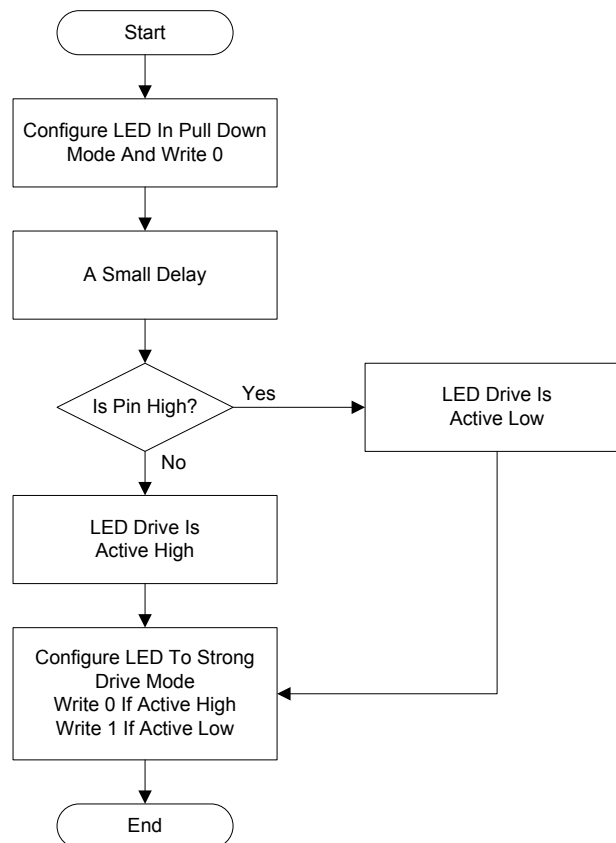 Start
Configure LED In Pull Down
Mode And Write 0
A Small Delay
Is Pin High?
Yes
LED Drive Is
Active Low
No
LED Drive Is
Active High
Configure LED To Strong
Drive Mode
Write 0 If Active High
Write 1 If Active Low
End